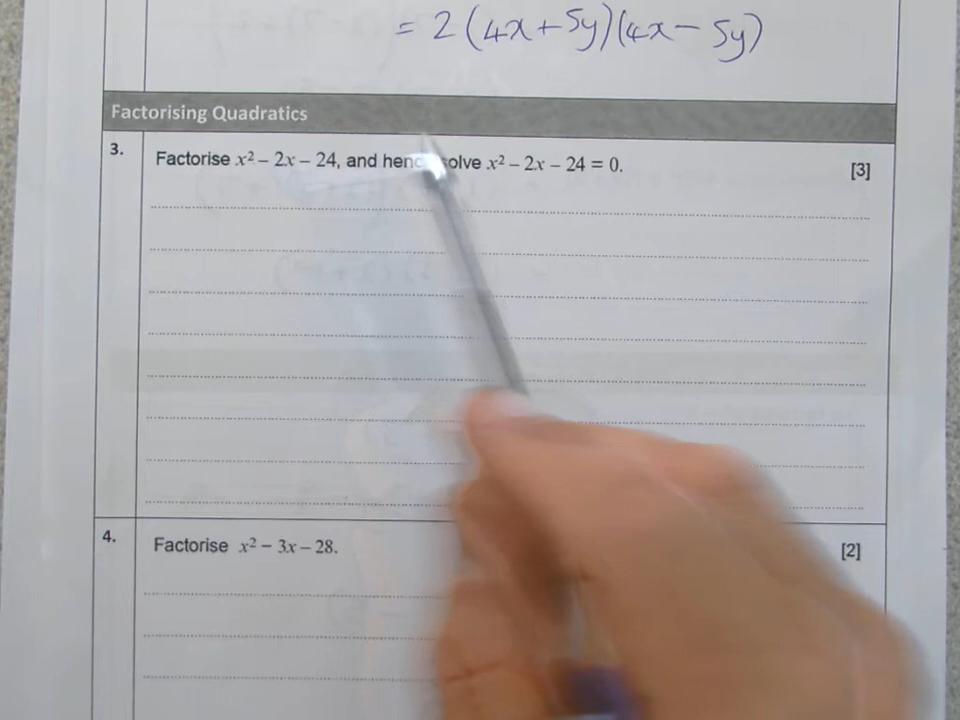 = 2 (4x + 5y)(4x - 5y)
Factorising Quadratics
3. Factorise x² – 2x – 24, and solve x² – 2x – 24 = 0. [3]
4. Factorise x² – 3x – 28. [2]